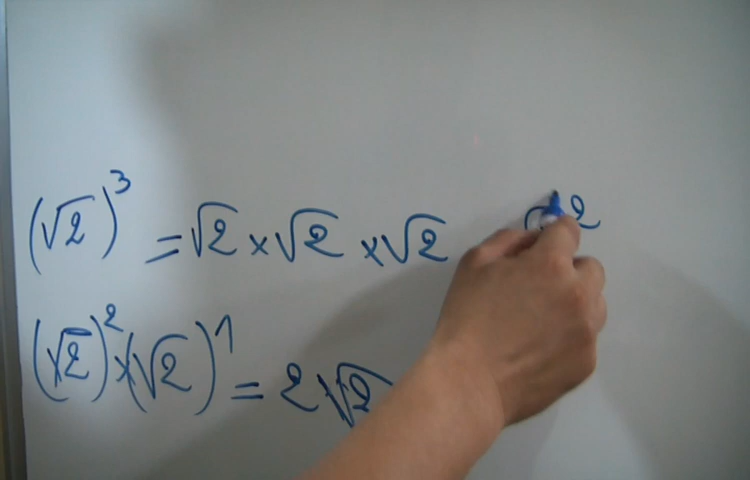 (√2)³ = √2 × √2 × √2
(√2)² × (√2)¹ = 2√2